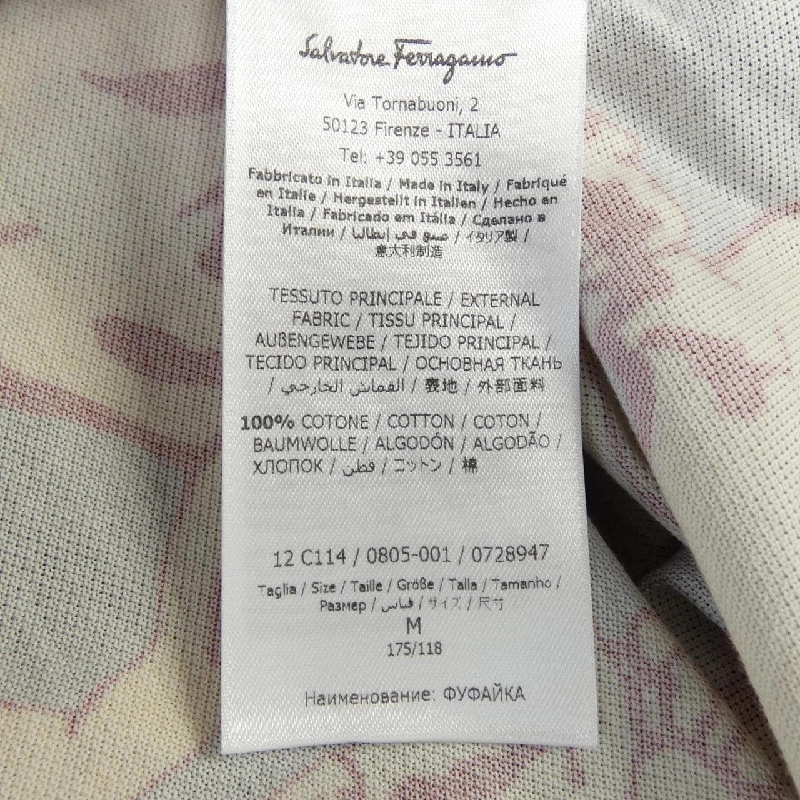 Salvatore Ferragamo
Via Tornabuoni, 2
50123 Firenze - ITALIA
Tel: +39 055 3561
Fabbricato in Italia / Made in Italy / Fabriqué
en Italie / Hergestellt in Italien / Hecho en
Italia / Fabricado em Itália / Сделано в
Италии / صنع في إيطاليا / イタリア製 /
意大利制造
TESSUTO PRINCIPALE / EXTERNAL
FABRIC / TISSU PRINCIPAL /
AUßENGEWEBE / TEJIDO PRINCIPAL /
TECIDO PRINCIPAL / ОСНОВНАЯ ТКАНЬ
/ القماش الخارجي / 表地 / 外部面料
100% COTONE / COTTON / COTON /
BAUMWOLLE / ALGODÓN / ALGODÃO /
ХЛОПОК / قطن / コットン / 棉
12 C114 / 0805-001 / 0728947
Taglia / Size / Taille / Größe / Talla / Tamanho /
Размер / قياس / サイズ / 尺寸
M
175/118
Наименование: ФУФАЙКА